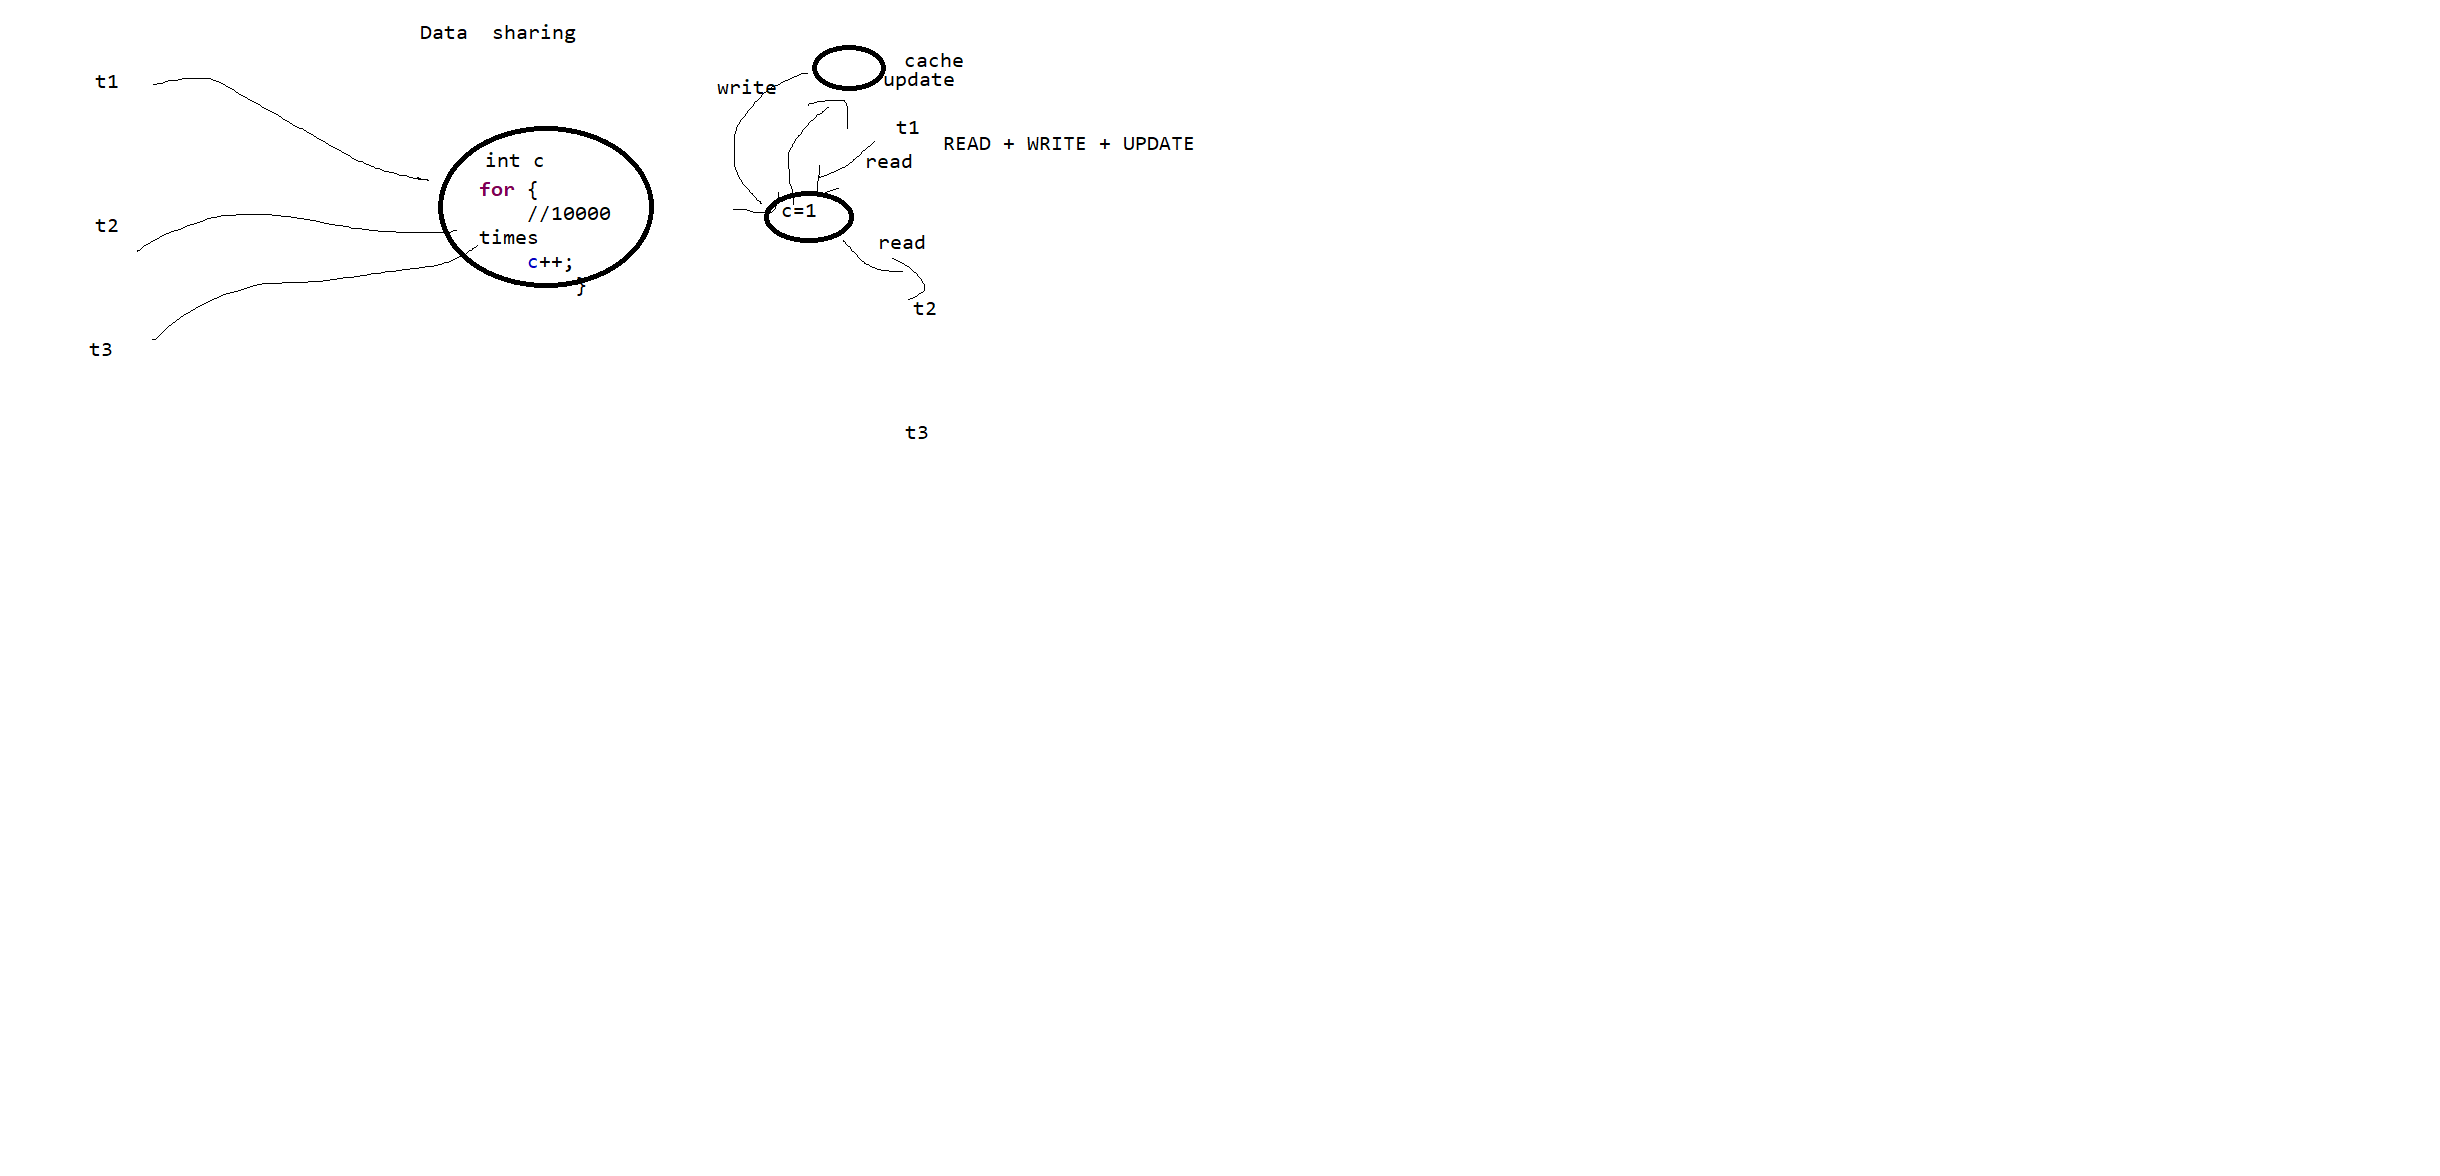 Data  sharing
t1
t2
t3
int c
for {
//10000
times
c++;
}
cache
update
write
t1
READ + WRITE + UPDATE
read
c=1
read
t2
t3